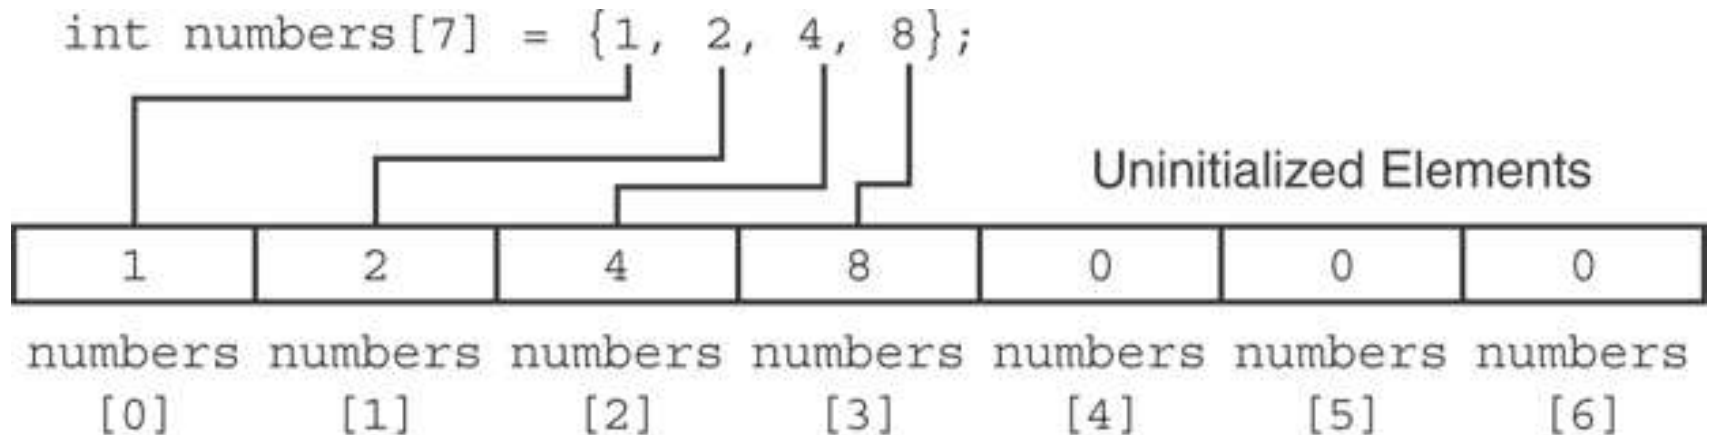 int numbers[7] = {1, 2, 4, 8};
Uninitialized Elements
1 2 4 8 0 0 0
numbers numbers numbers numbers numbers numbers numbers
[0] [1] [2] [3] [4] [5] [6]